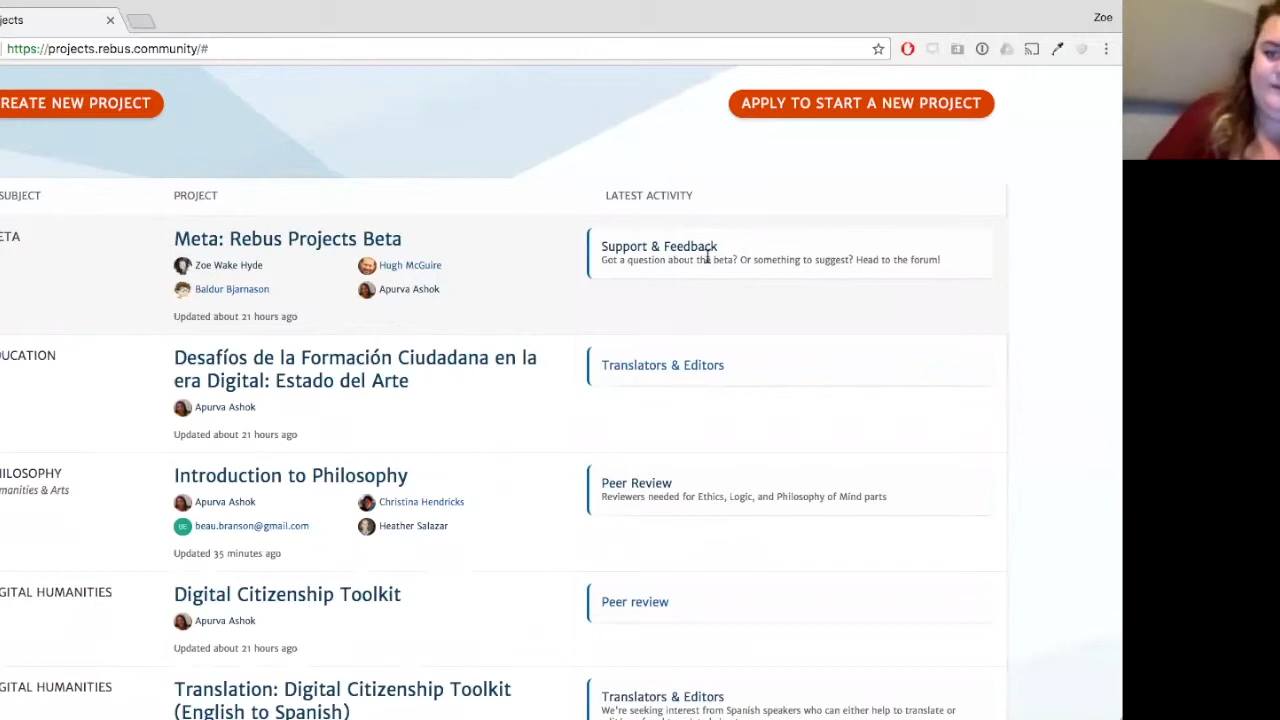 jects
Zoe
https://projects.rebus.community/#
REATE NEW PROJECT
APPLY TO START A NEW PROJECT
SUBJECT
PROJECT
LATEST ACTIVITY
ETA
Meta: Rebus Projects Beta
Zoe Wake Hyde
Hugh McGuire
Baldur Bjarnason
Apurva Ashok
Updated about 21 hours ago
Support & Feedback
Got a question about the beta? Or something to suggest? Head to the forum!
UCATION
Desafíos de la Formación Ciudadana en la
era Digital: Estado del Arte
Apurva Ashok
Updated about 21 hours ago
Translators & Editors
HILOSOPHY
manities & Arts
Introduction to Philosophy
Apurva Ashok
Christina Hendricks
BE
beau.branson@gmail.com
Heather Salazar
Updated 35 minutes ago
Peer Review
Reviewers needed for Ethics, Logic, and Philosophy of Mind parts
GITAL HUMANITIES
Digital Citizenship Toolkit
Apurva Ashok
Updated about 21 hours ago
Peer review
GITAL HUMANITIES
Translation: Digital Citizenship Toolkit
(English to Spanish)
Translators & Editors
We're seeking interest from Spanish speakers who can either help to translate or